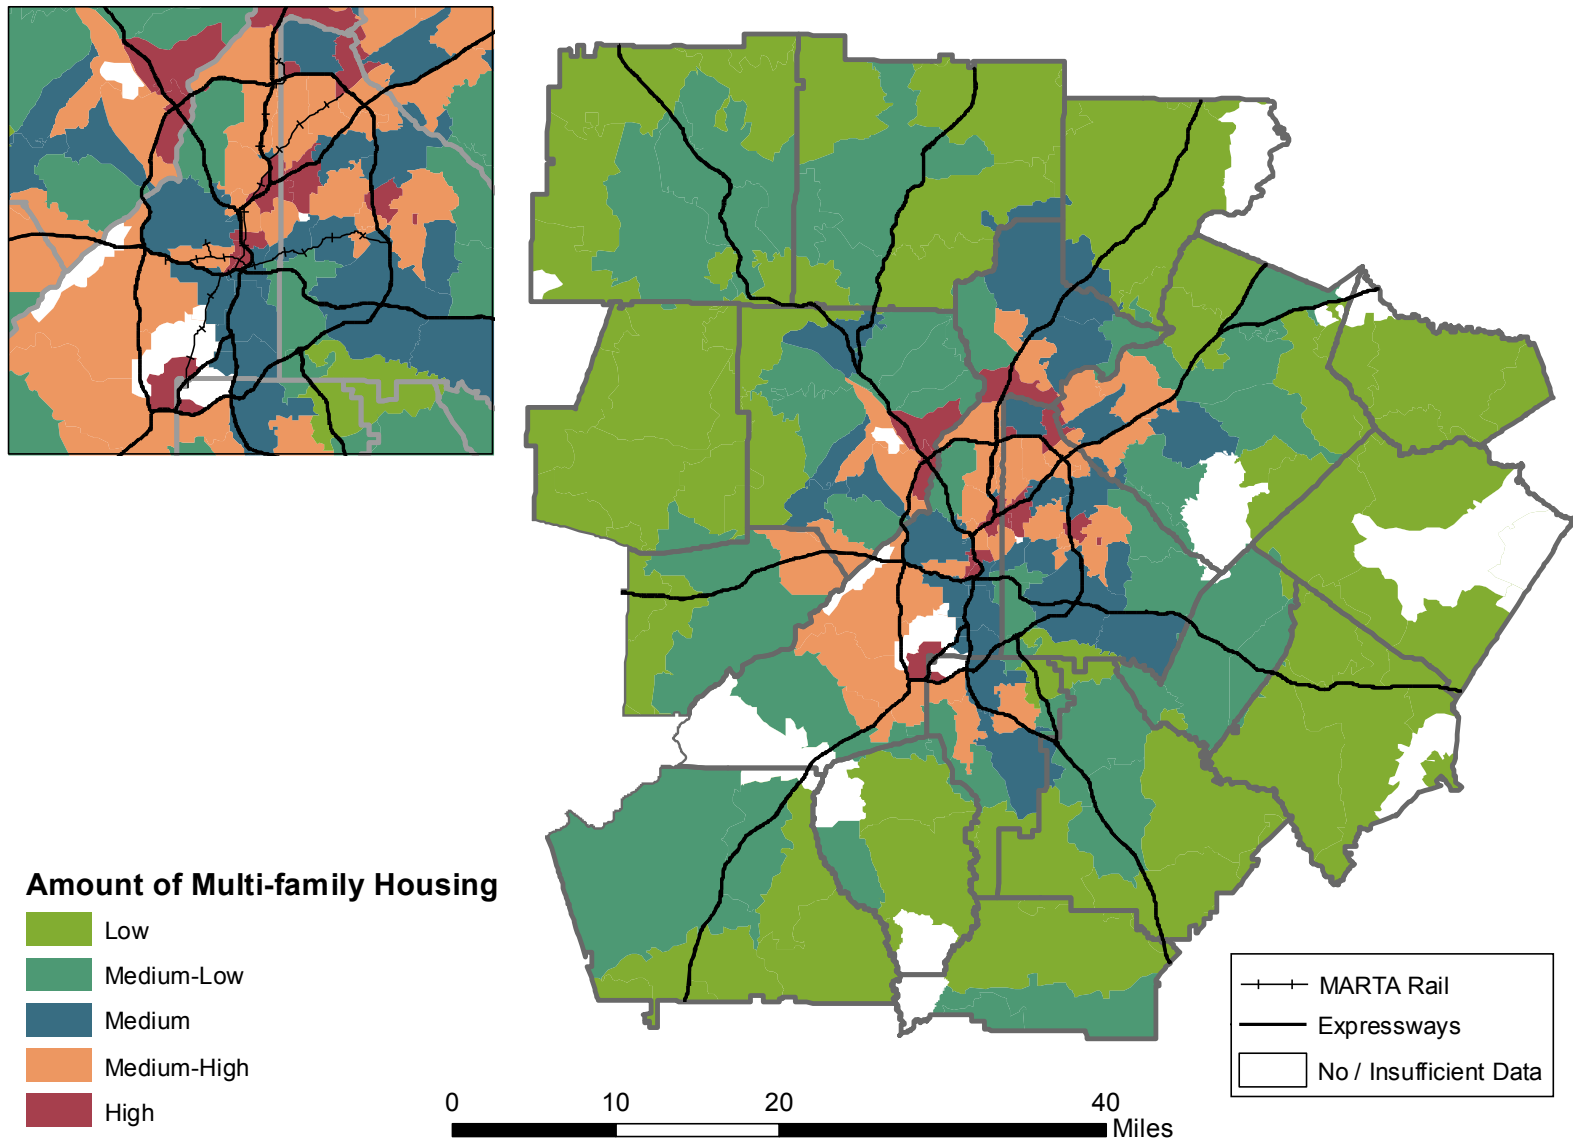 Amount of Multi-family Housing
Low
Medium-Low
Medium
Medium-High
High
MARTA Rail
Expressways
No / Insufficient Data
0 10 20 40
Miles